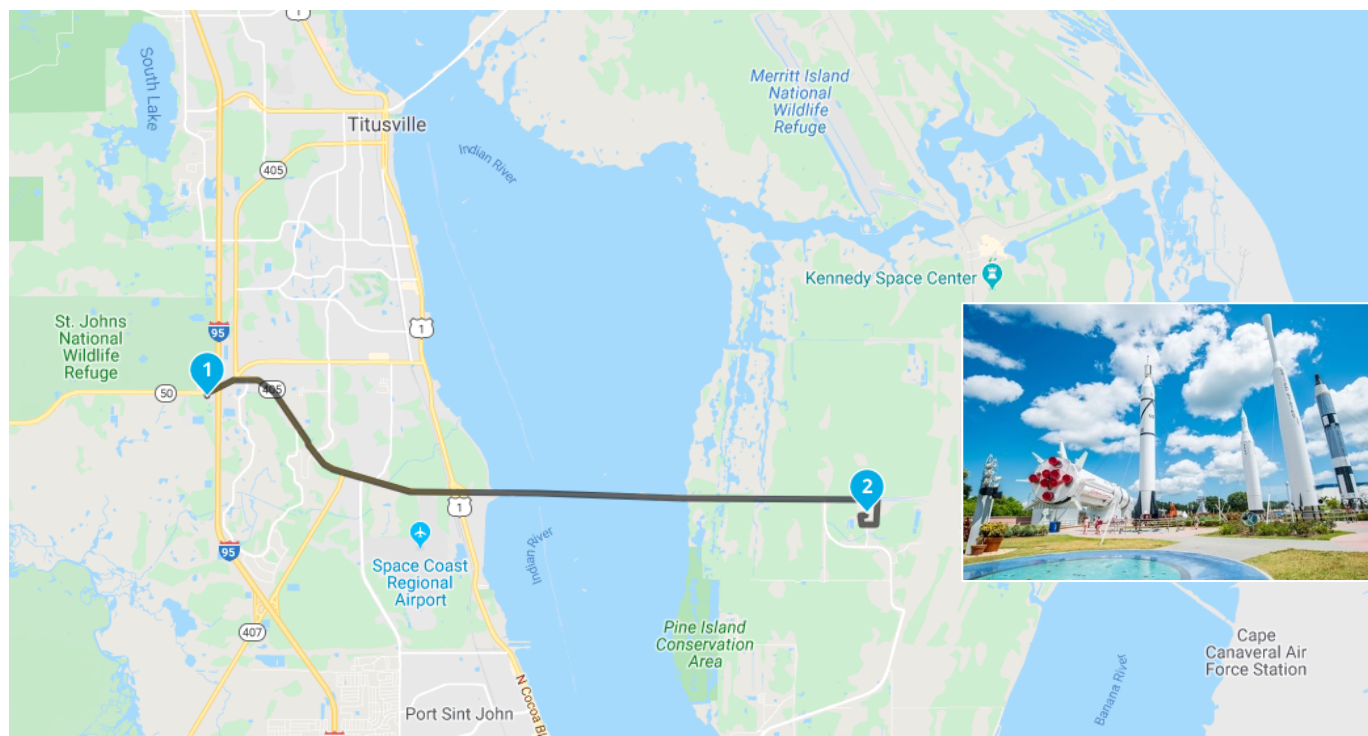 1
South Lake
Titusville
Indian River
Merritt Island
National
Wildlife
Refuge
405
Kennedy Space Center
St. Johns
National
Wildlife
Refuge
95
1
1
50
405
2
1
95
Space Coast
Regional
Airport
Indian River
407
Pine Island
Conservation
Area
Cape
Canaveral Air
Force Station
Banana River
N Cocoa Bl
Port Sint John